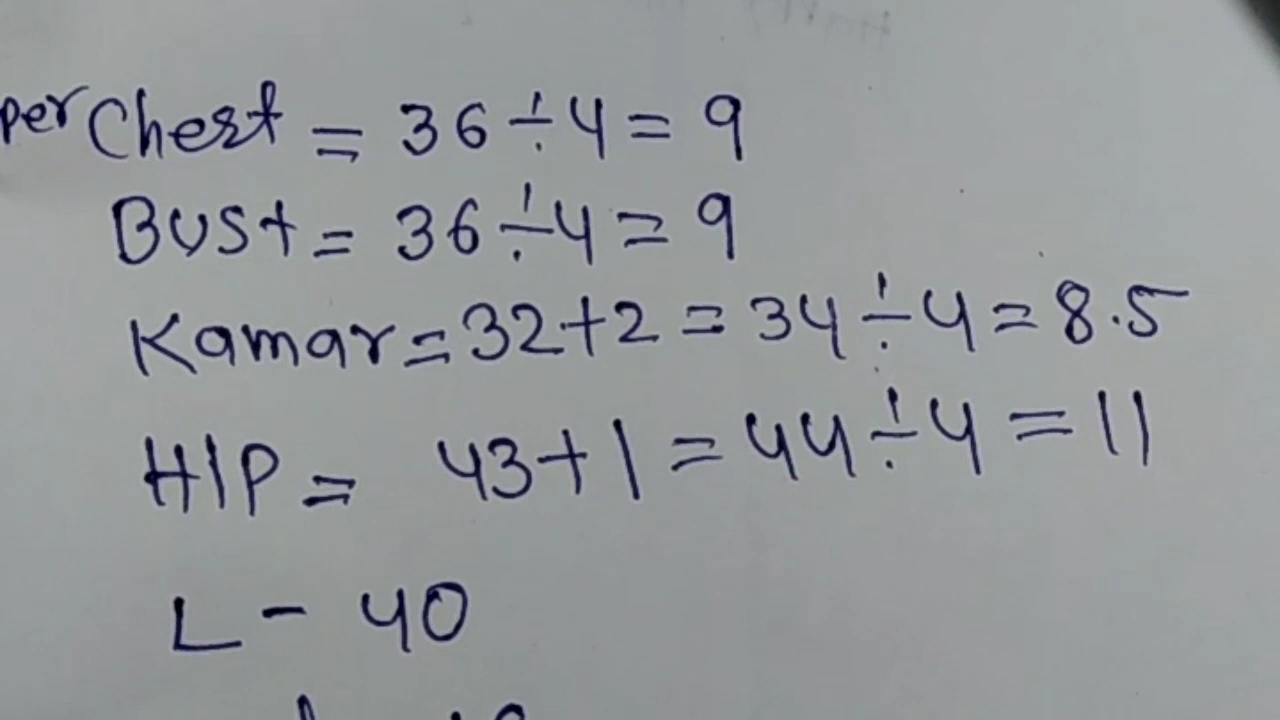 per Chest = 36 ÷ 4 = 9
Bust = 36 ÷ 4 = 9
Kamar = 32 + 2 = 34 ÷ 4 = 8.5
HIP = 43 + 1 = 44 ÷ 4 = 11
L - 40